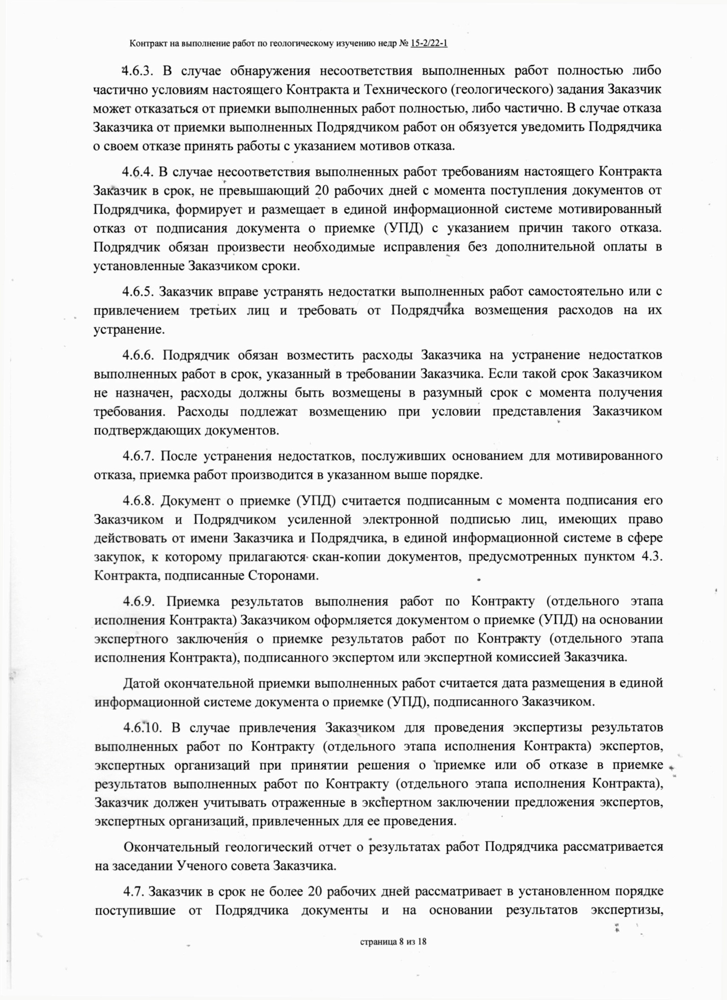 Контракт на выполнение работ по геологическому изучению недр № 15-2/22-1
4.6.3. В случае обнаружения несоответствия выполненных работ полностью либо
частично условиям настоящего Контракта и Технического (геологического) задания Заказчик
может отказаться от приемки выполненных работ полностью, либо частично. В случае отказа
Заказчика от приемки выполненных Подрядчиком работ он обязуется уведомить Подрядчика
о своем отказе принять работы с указанием мотивов отказа.
4.6.4. В случае несоответствия выполненных работ требованиям настоящего Контракта
Заказчик в срок, не превышающий 20 рабочих дней с момента поступления документов от
Подрядчика, формирует и размещает в единой информационной системе мотивированный
отказ от подписания документа о приемке (УПД) с указанием причин такого отказа.
Подрядчик обязан произвести необходимые исправления без дополнительной оплаты в
установленные Заказчиком сроки.
4.6.5. Заказчик вправе устранять недостатки выполненных работ самостоятельно или с
привлечением третьих лиц и требовать от Подрядчика возмещения расходов на их
устранение.
4.6.6. Подрядчик обязан возместить расходы Заказчика на устранение недостатков
выполненных работ в срок, указанный в требовании Заказчика. Если такой срок Заказчиком
не назначен, расходы должны быть возмещены в разумный срок с момента получения
требования. Расходы подлежат возмещению при условии представления Заказчиком
подтверждающих документов.
4.6.7. После устранения недостатков, послуживших основанием для мотивированного
отказа, приемка работ производится в указанном выше порядке.
4.6.8. Документ о приемке (УПД) считается подписанным с момента подписания его
Заказчиком и Подрядчиком усиленной электронной подписью лиц, имеющих право
действовать от имени Заказчика и Подрядчика, в единой информационной системе в сфере
закупок, к которому прилагаются скан-копии документов, предусмотренных пунктом 4.3.
Контракта, подписанные Сторонами.
4.6.9. Приемка результатов выполнения работ по Контракту (отдельного этапа
исполнения Контракта) Заказчиком оформляется документом о приемке (УПД) на основании
экспертного заключения о приемке результатов работ по Контракту (отдельного этапа
исполнения Контракта), подписанного экспертом или экспертной комиссией Заказчика.
Датой окончательной приемки выполненных работ считается дата размещения в единой
информационной системе документа о приемке (УПД), подписанного Заказчиком.
4.6.10. В случае привлечения Заказчиком для проведения экспертизы результатов
выполненных работ по Контракту (отдельного этапа исполнения Контракта) экспертов,
экспертных организаций при принятии решения о приемке или об отказе в приемке
результатов выполненных работ по Контракту (отдельного этапа исполнения Контракта),
Заказчик должен учитывать отраженные в экспертном заключении предложения экспертов,
экспертных организаций, привлеченных для ее проведения.
Окончательный геологический отчет о результатах работ Подрядчика рассматривается
на заседании Ученого совета Заказчика.
4.7. Заказчик в срок не более 20 рабочих дней рассматривает в установленном порядке
поступившие от Подрядчика документы и на основании результатов экспертизы,
страница 8 из 18